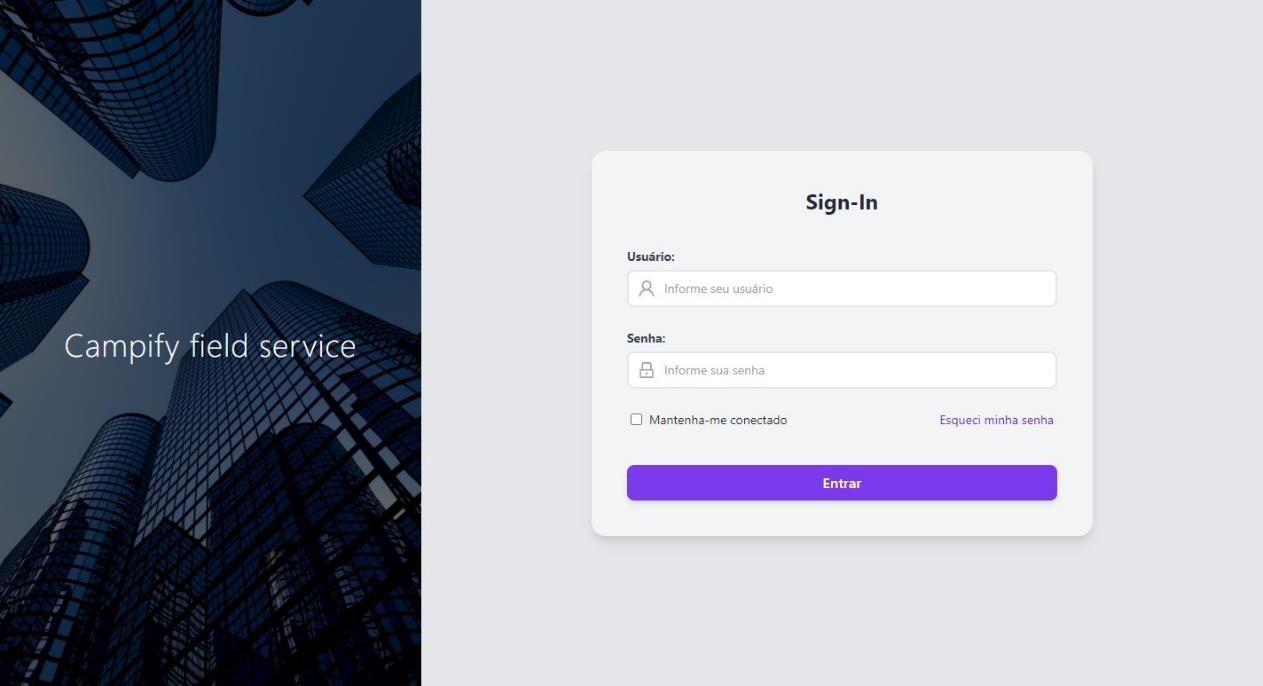 Campify field service
Sign-In
Usuário:
Informe seu usuário
Senha:
Informe sua senha
Mantenha-me conectado
Esqueci minha senha
Entrar